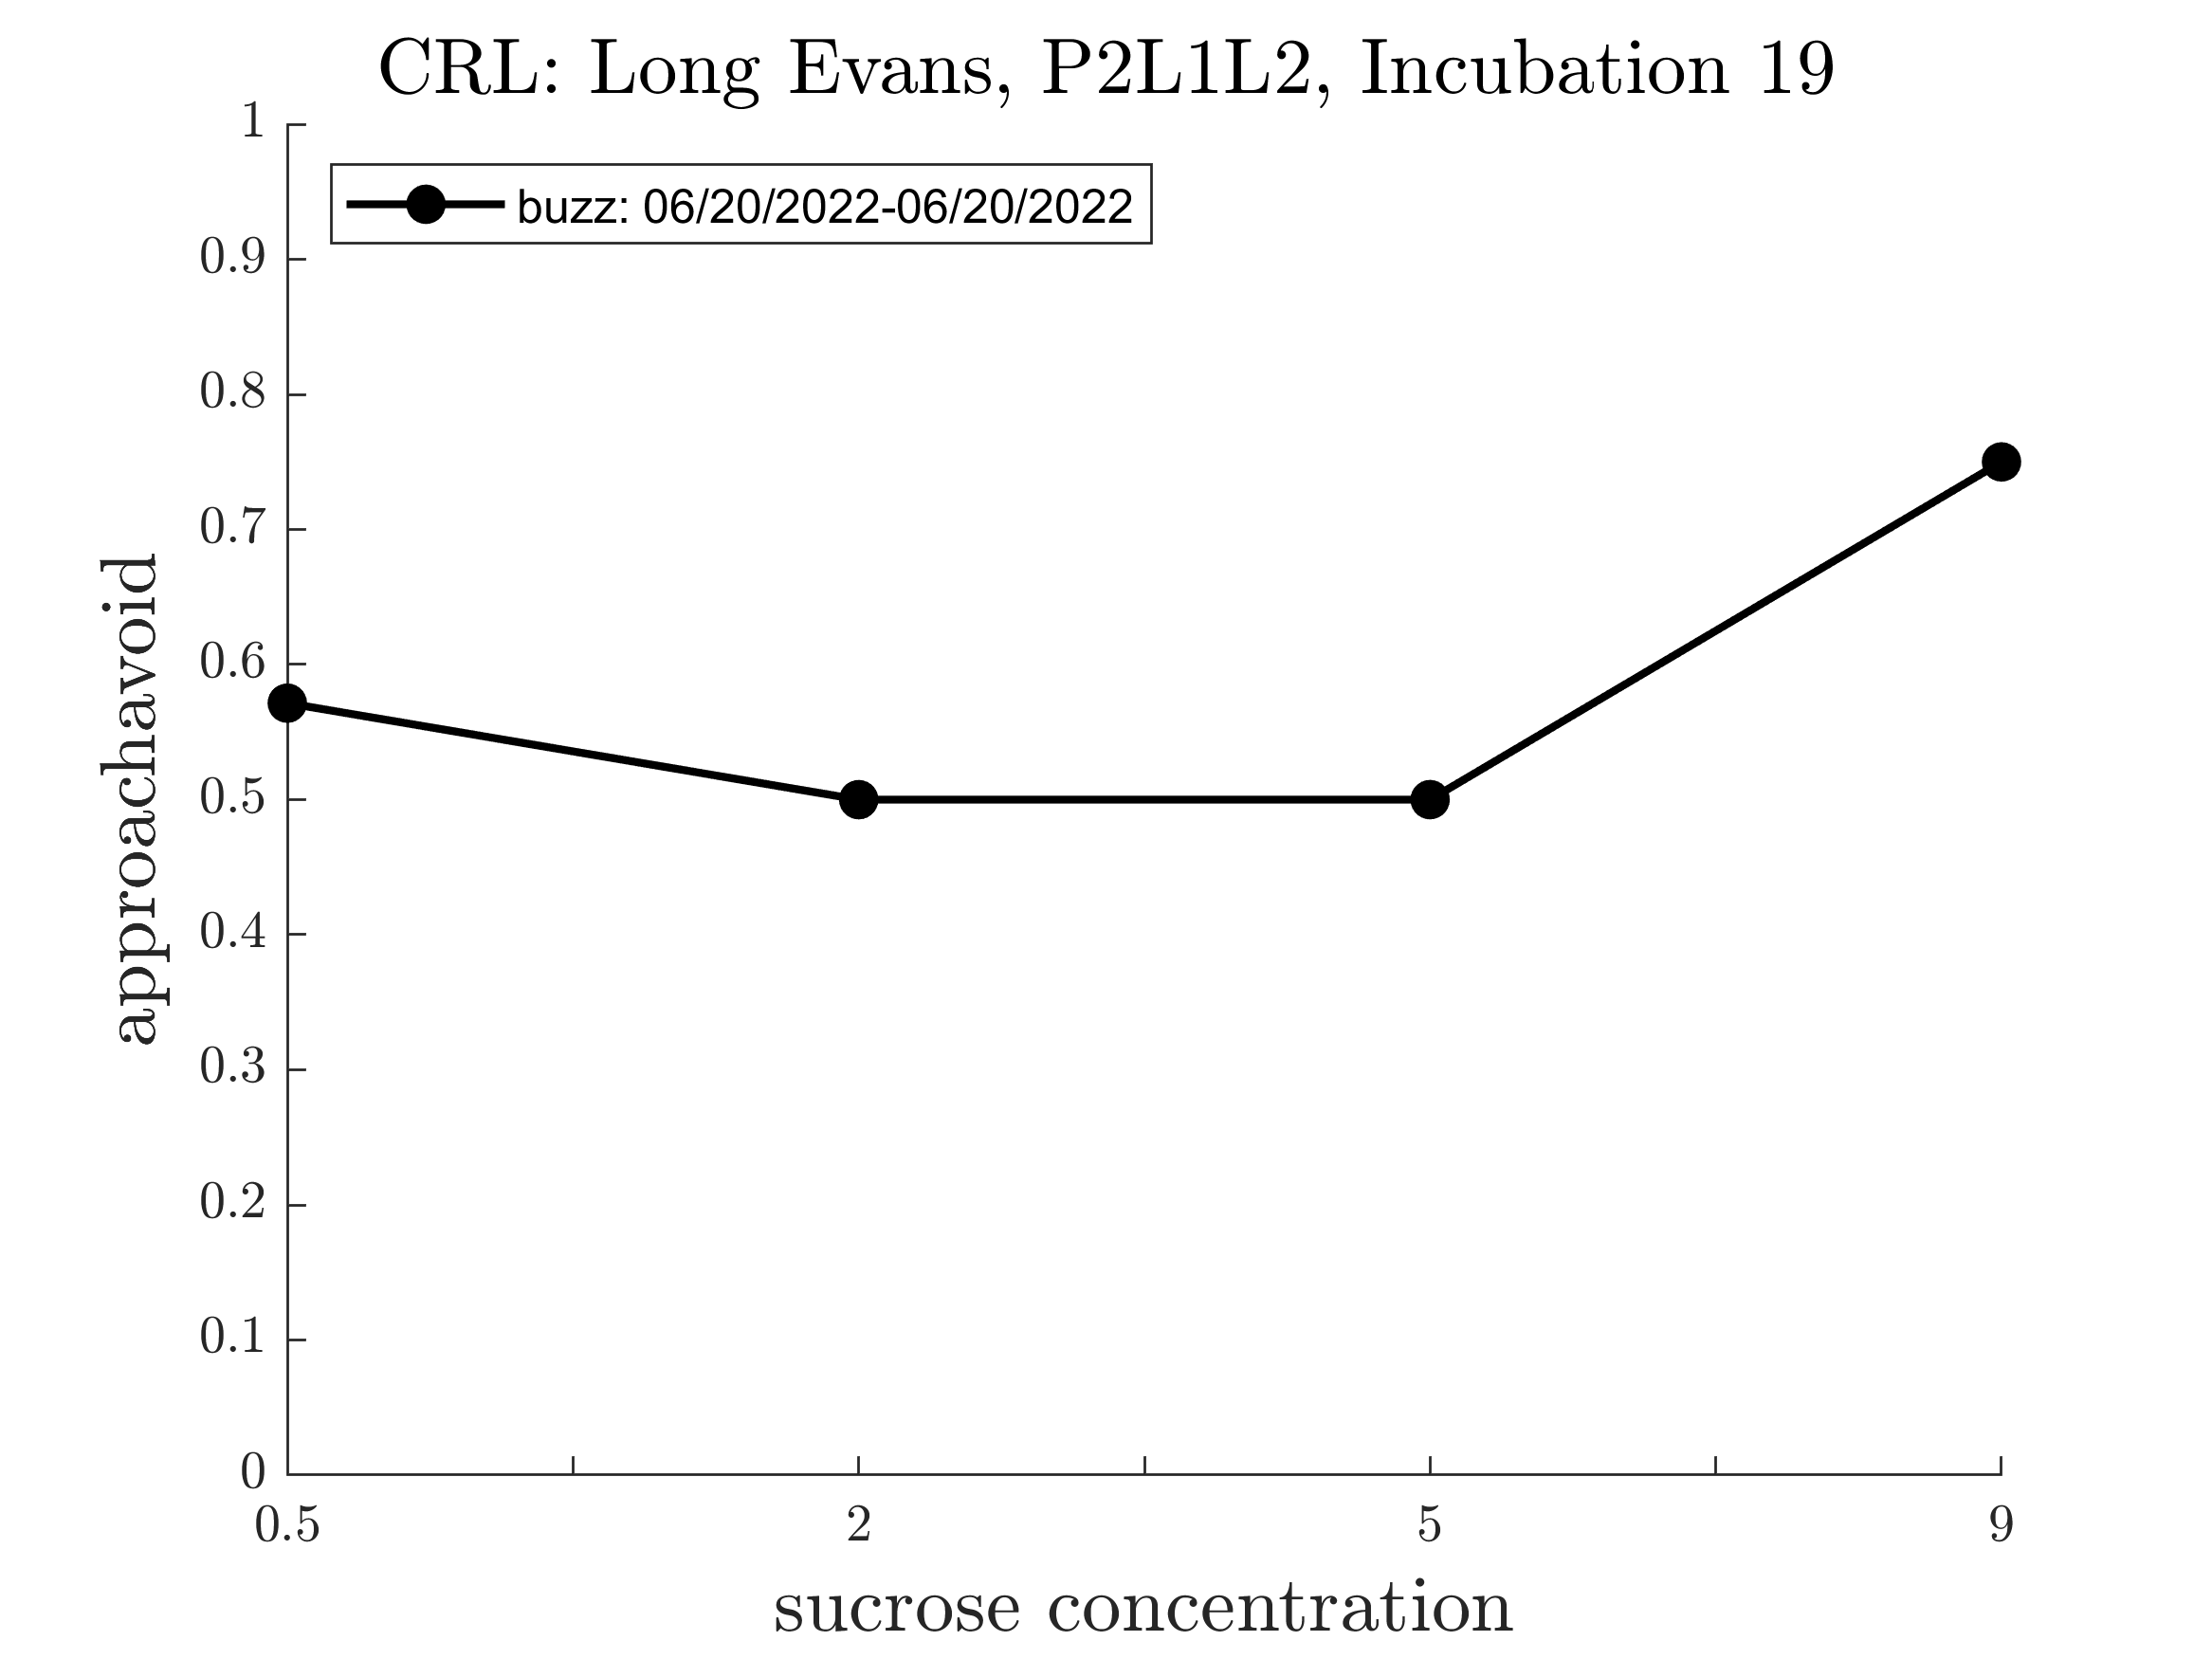 CRL: Long Evans, P2L1L2, Incubation 19
1
buzz: 06/20/2022-06/20/2022
0.9
0.8
0.7
0.6
0.5
0.4
0.3
0.2
0.1
0
approachavoid
0.5 2 5 9
sucrose concentration